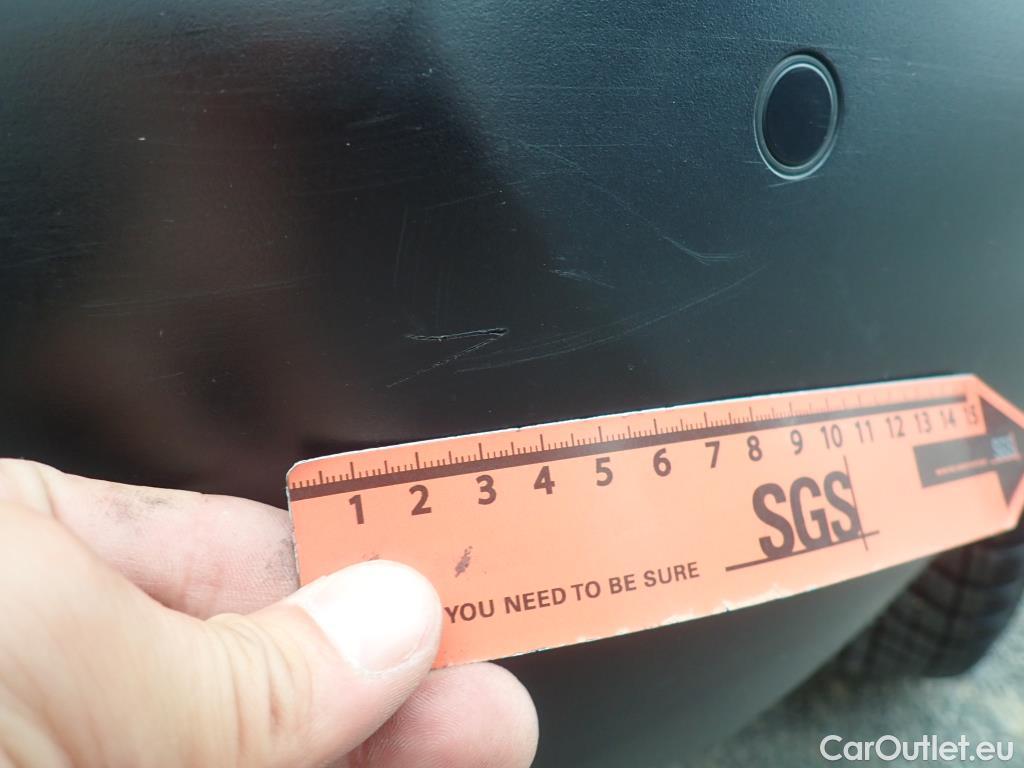 1 2 3 4 5 6 7 8 9 10 11 12 13 14 15
SGS
YOU NEED TO BE SURE
CarOutlet.eu